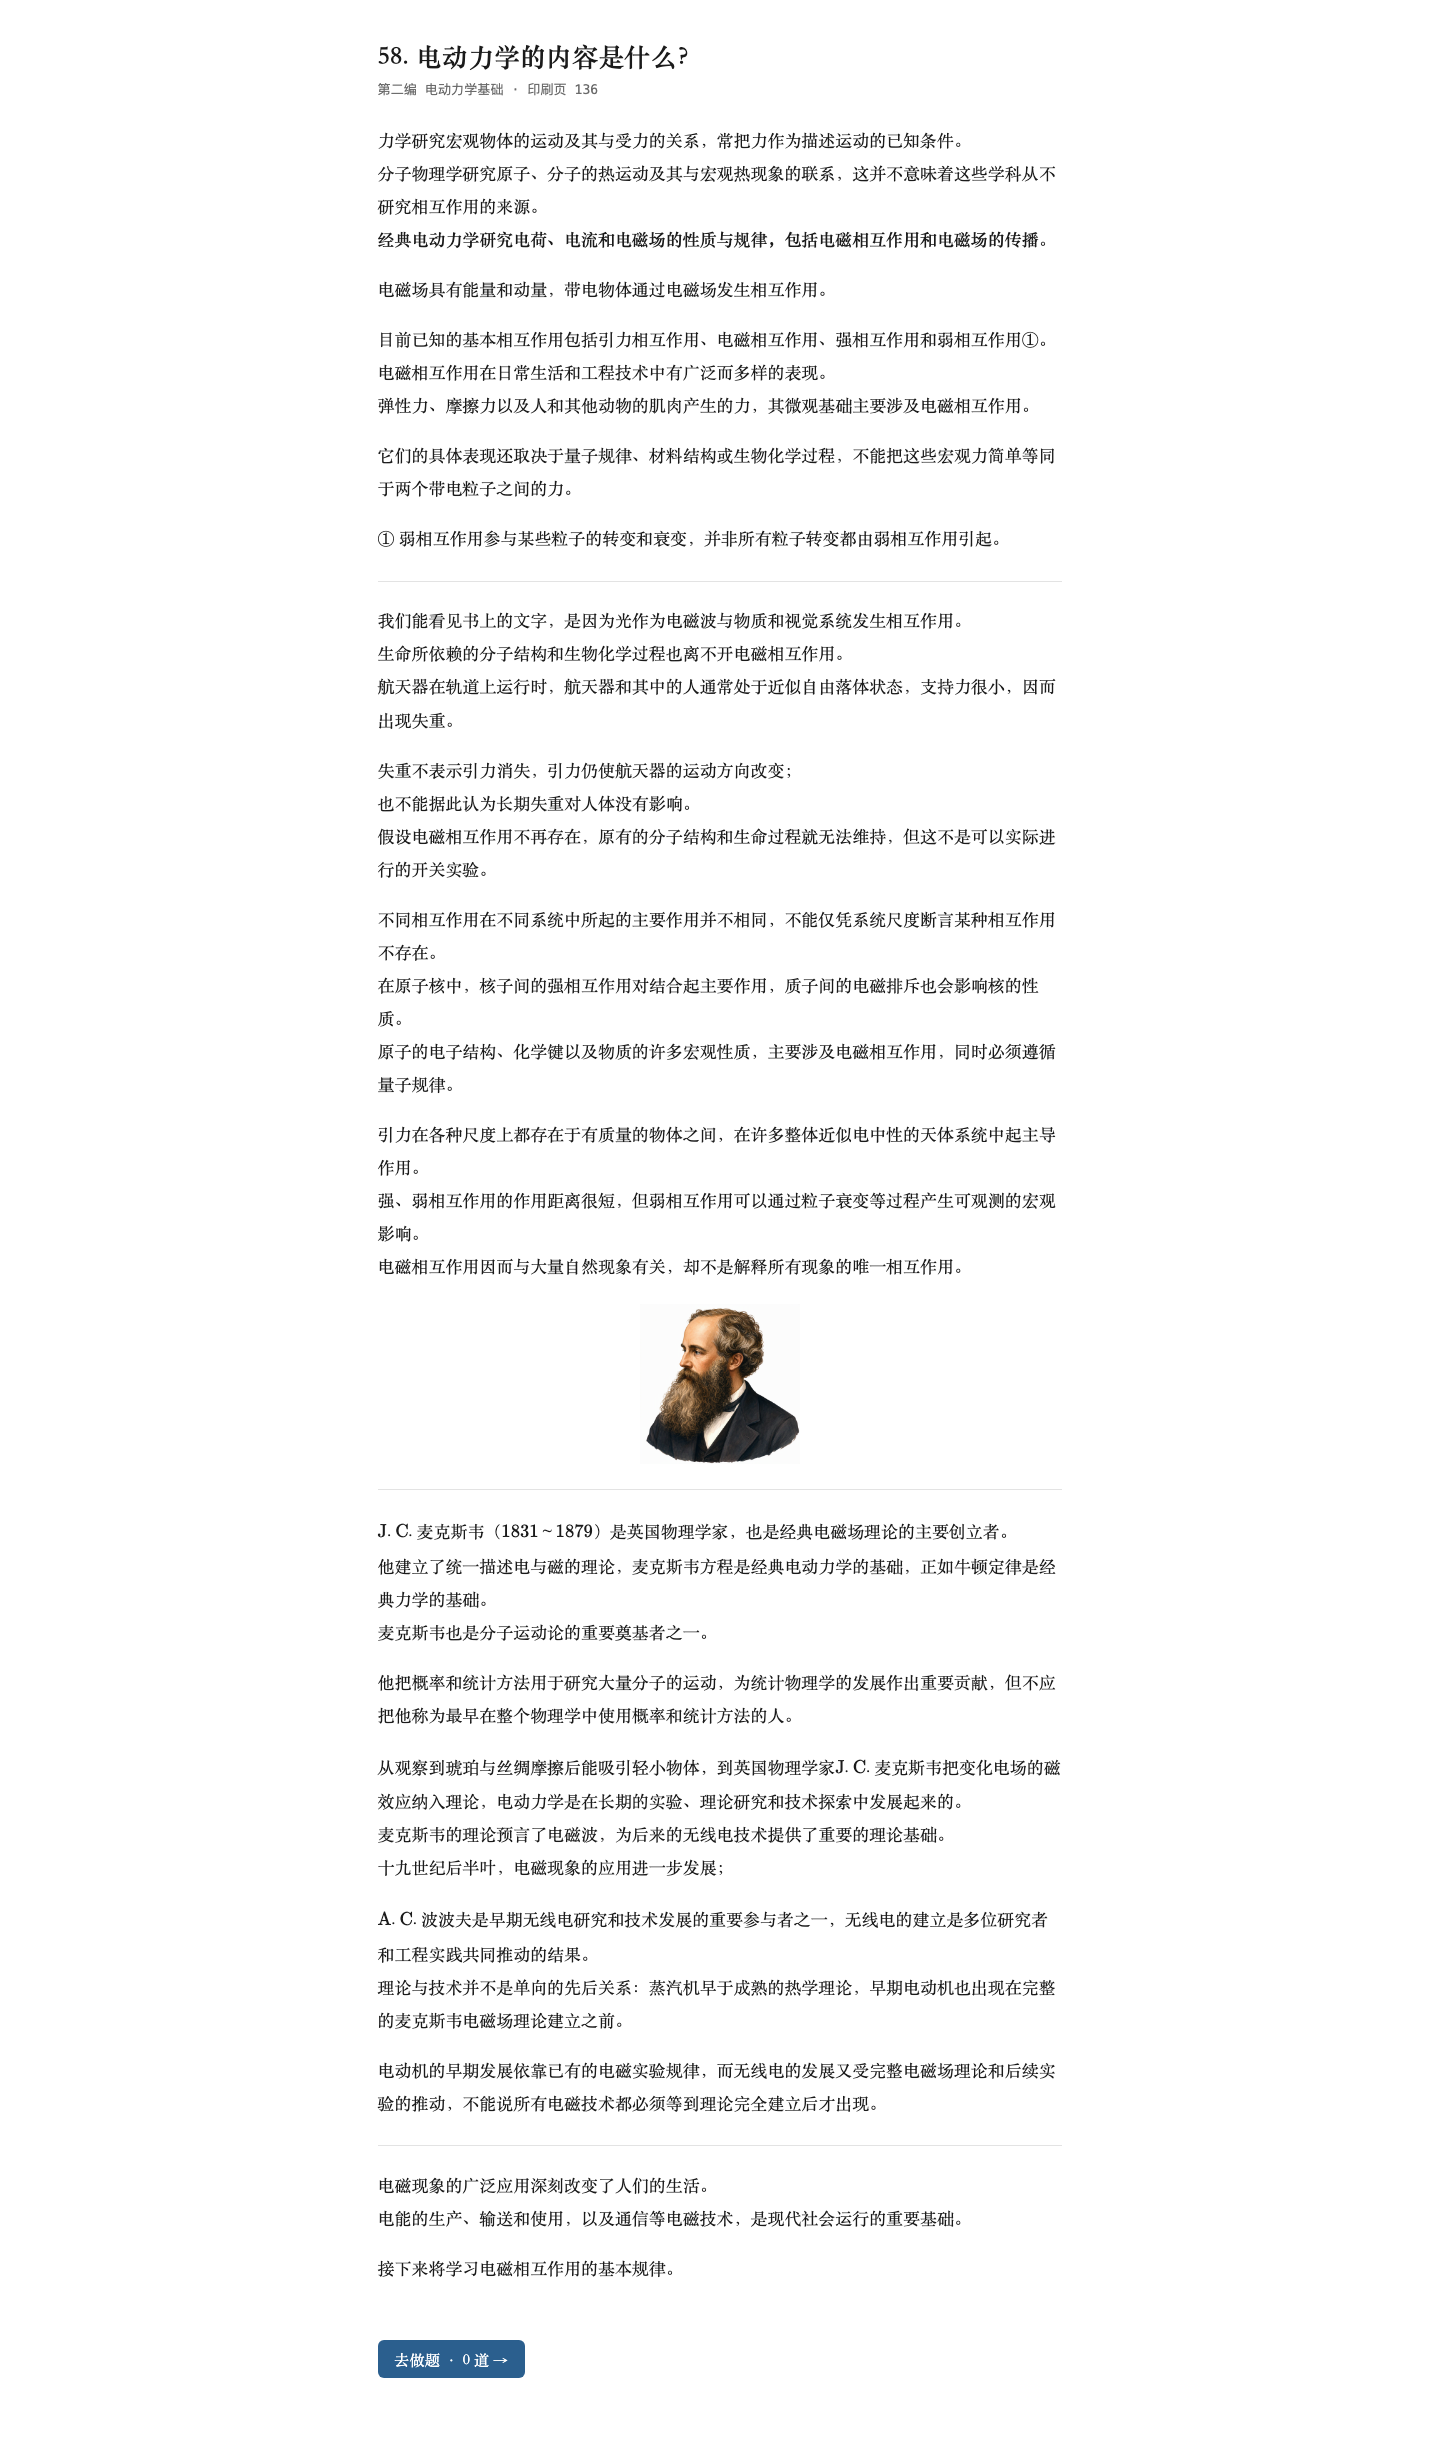 58. 电动力学的内容是什么？
第二编 电动力学基础 · 印刷页 136
力学研究宏观物体的运动及其与受力的关系，常把力作为描述运动的已知条件。
分子物理学研究原子、分子的热运动及其与宏观热现象的联系，这并不意味着这些学科从不
研究相互作用的来源。
经典电动力学研究电荷、电流和电磁场的性质与规律，包括电磁相互作用和电磁场的传播。
电磁场具有能量和动量，带电物体通过电磁场发生相互作用。
目前已知的基本相互作用包括引力相互作用、电磁相互作用、强相互作用和弱相互作用①。
电磁相互作用在日常生活和工程技术中有广泛而多样的表现。
弹性力、摩擦力以及人和其他动物的肌肉产生的力，其微观基础主要涉及电磁相互作用。
它们的具体表现还取决于量子规律、材料结构或生物化学过程，不能把这些宏观力简单等同
于两个带电粒子之间的力。
① 弱相互作用参与某些粒子的转变和衰变，并非所有粒子转变都由弱相互作用引起。
我们能看见书上的文字，是因为光作为电磁波与物质和视觉系统发生相互作用。
生命所依赖的分子结构和生物化学过程也离不开电磁相互作用。
航天器在轨道上运行时，航天器和其中的人通常处于近似自由落体状态，支持力很小，因而
出现失重。
失重不表示引力消失，引力仍使航天器的运动方向改变；
也不能据此认为长期失重对人体没有影响。
假设电磁相互作用不再存在，原有的分子结构和生命过程就无法维持，但这不是可以实际进
行的开关实验。
不同相互作用在不同系统中所起的主要作用并不相同，不能仅凭系统尺度断言某种相互作用
不存在。
在原子核中，核子间的强相互作用对结合起主要作用，质子间的电磁排斥也会影响核的性
质。
原子的电子结构、化学键以及物质的许多宏观性质，主要涉及电磁相互作用，同时必须遵循
量子规律。
引力在各种尺度上都存在于有质量的物体之间，在许多整体近似电中性的天体系统中起主导
作用。
强、弱相互作用的作用距离很短，但弱相互作用可以通过粒子衰变等过程产生可观测的宏观
影响。
电磁相互作用因而与大量自然现象有关，却不是解释所有现象的唯一相互作用。
J. C. 麦克斯韦（1831～1879）是英国物理学家，也是经典电磁场理论的主要创立者。
他建立了统一描述电与磁的理论，麦克斯韦方程是经典电动力学的基础，正如牛顿定律是经
典力学的基础。
麦克斯韦也是分子运动论的重要奠基者之一。
他把概率和统计方法用于研究大量分子的运动，为统计物理学的发展作出重要贡献，但不应
把他称为最早在整个物理学中使用概率和统计方法的人。
从观察到琥珀与丝绸摩擦后能吸引轻小物体，到英国物理学家J. C. 麦克斯韦把变化电场的磁
效应纳入理论，电动力学是在长期的实验、理论研究和技术探索中发展起来的。
麦克斯韦的理论预言了电磁波，为后来的无线电技术提供了重要的理论基础。
十九世纪后半叶，电磁现象的应用进一步发展；
A. C. 波波夫是早期无线电研究和技术发展的重要参与者之一，无线电的建立是多位研究者
和工程实践共同推动的结果。
理论与技术并不是单向的先后关系：蒸汽机早于成熟的热学理论，早期电动机也出现在完整
的麦克斯韦电磁场理论建立之前。
电动机的早期发展依靠已有的电磁实验规律，而无线电的发展又受完整电磁场理论和后续实
验的推动，不能说所有电磁技术都必须等到理论完全建立后才出现。
电磁现象的广泛应用深刻改变了人们的生活。
电能的生产、输送和使用，以及通信等电磁技术，是现代社会运行的重要基础。
接下来将学习电磁相互作用的基本规律。
去做题 · 0 道 →